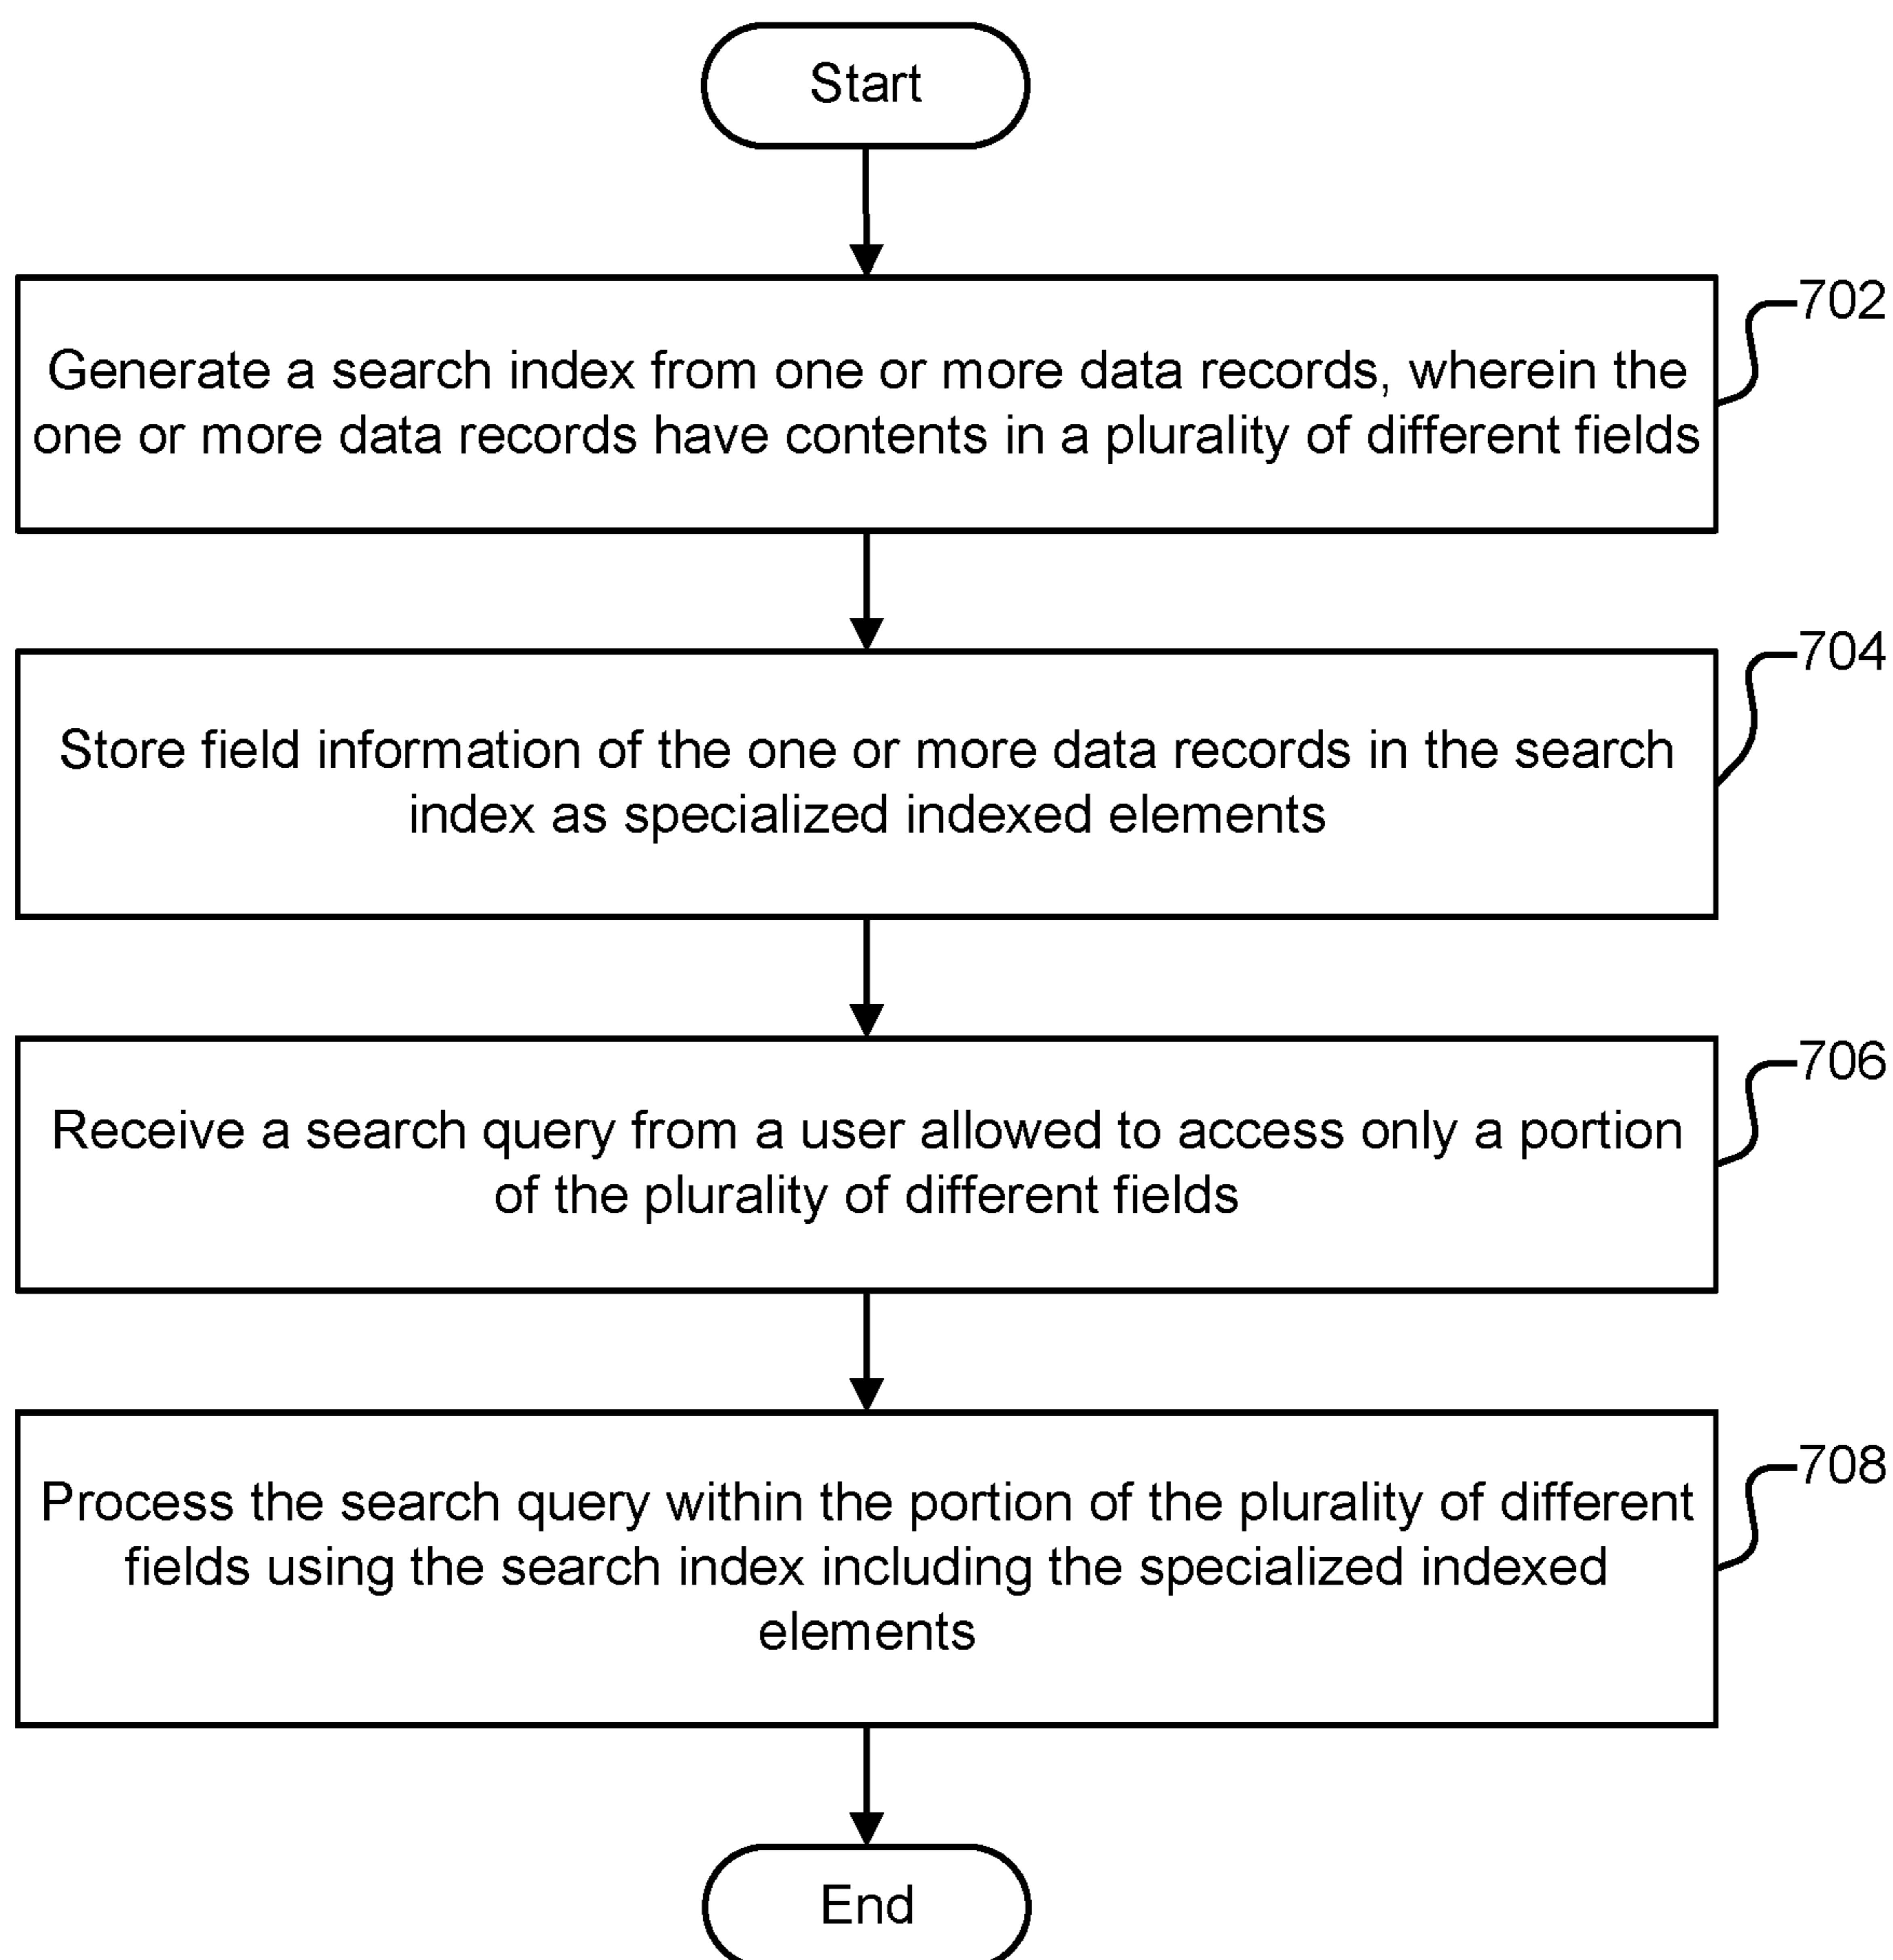 Start
702
Generate a search index from one or more data records, wherein the
one or more data records have contents in a plurality of different fields
704
Store field information of the one or more data records in the search
index as specialized indexed elements
706
Receive a search query from a user allowed to access only a portion
of the plurality of different fields
708
Process the search query within the portion of the plurality of different
fields using the search index including the specialized indexed
elements
End